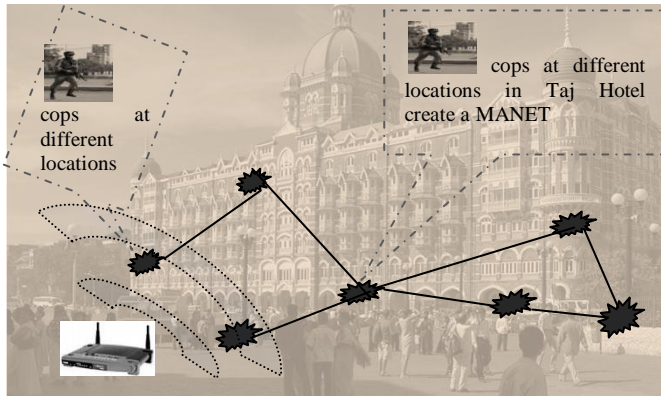 cops at
different
locations
cops at different
locations in Taj Hotel
create a MANET